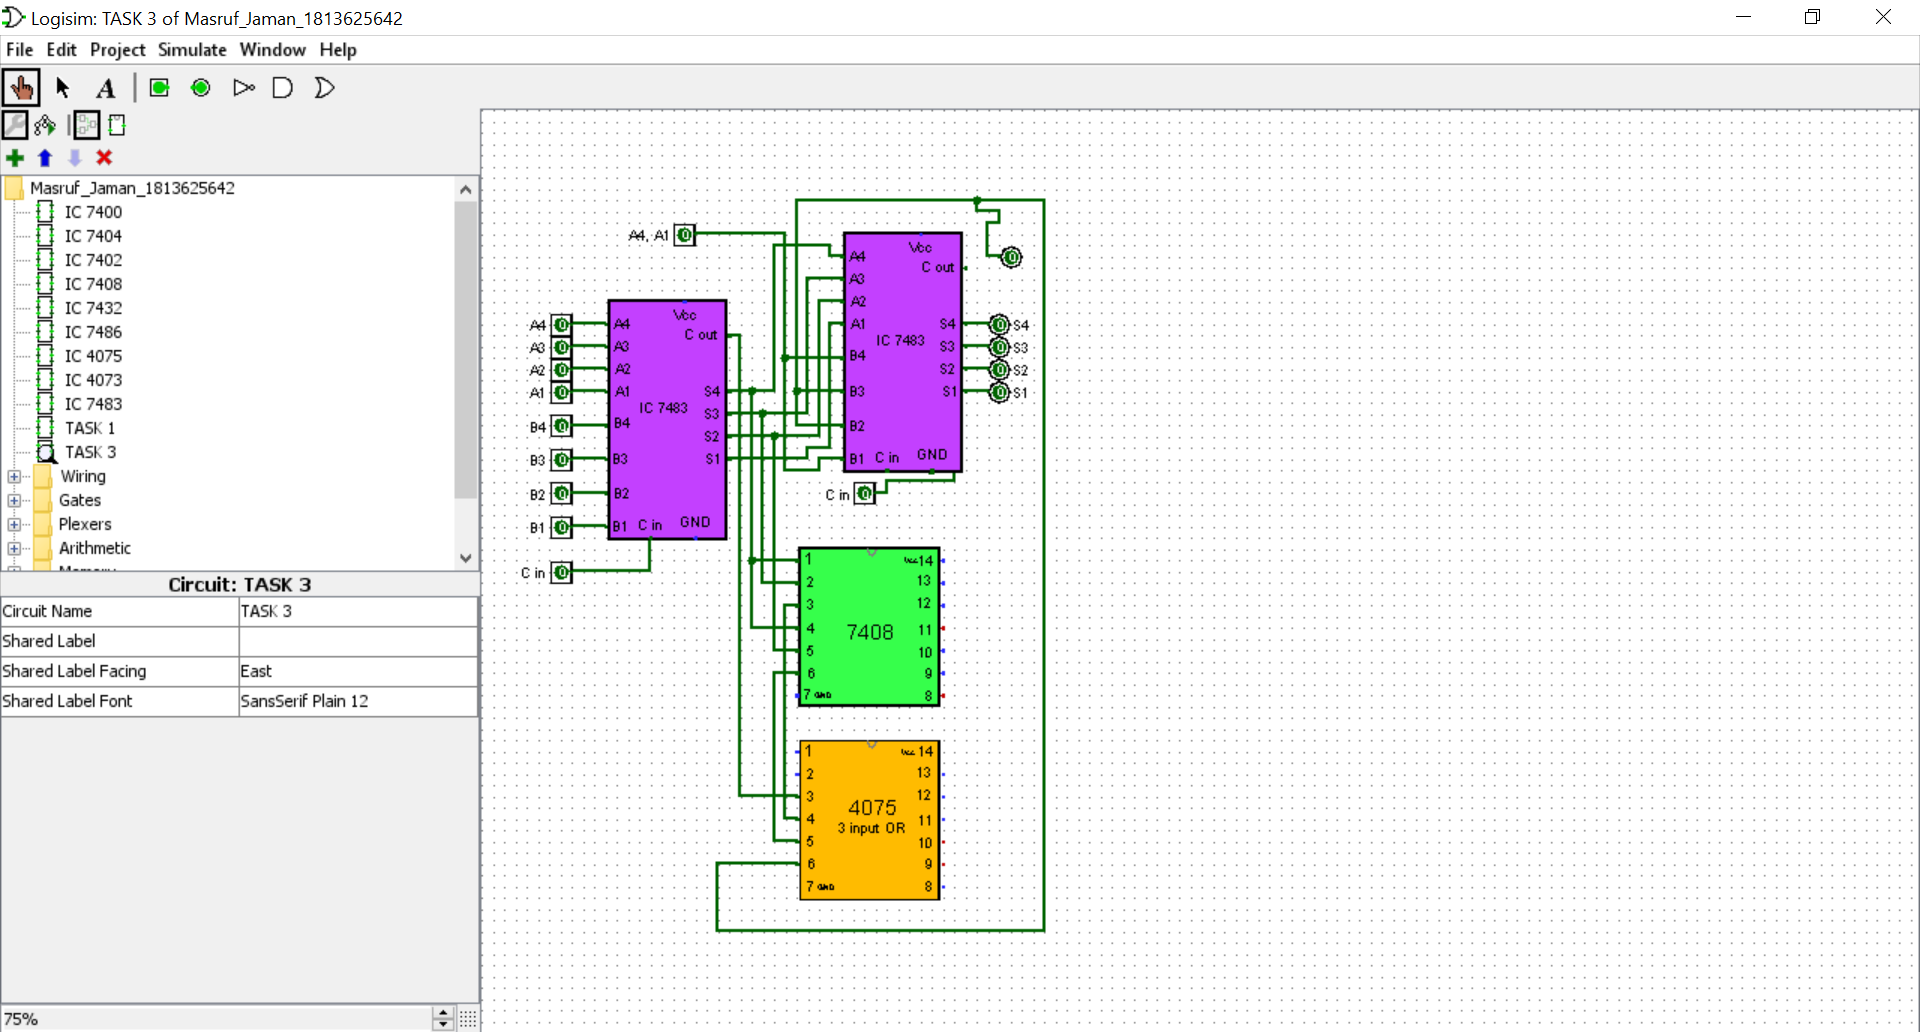 Logisim: TASK 3 of Masruf_Jaman_1813625642
File Edit Project Simulate Window Help
A
Masruf_Jaman_1813625642
IC 7400
IC 7404
IC 7402
IC 7408
IC 7432
IC 7486
IC 4075
IC 4073
IC 7483
TASK 1
TASK 3
Wiring
Gates
Plexers
Arithmetic
Circuit: TASK 3
Circuit Name TASK 3
Shared Label
Shared Label Facing East
Shared Label Font SansSerif Plain 12
75%
A4, A1 0
A4 0
A3 0
A2 0
A1 0
B4 0
B3 0
B2 0
B1 0
C in 0
Vcc
C out
A4
A3
A2
A1 S4
IC 7483 S3
B4 S2
B3 S1
B2
B1 C in GND
Vcc
A4 C out
A3
A2
A1 S4
IC 7483 S3
B4 S2
B3 S1
B2
B1 C in GND
0
0 S4
0 S3
0 S2
0 S1
C in 0
1 Vcc 14
2 13
3 12
4 7408 11
5 10
6 9
7 GND 8
1 Vcc 14
2 13
3 12
4075
4 3 input OR 11
5 10
6 9
7 GND 8